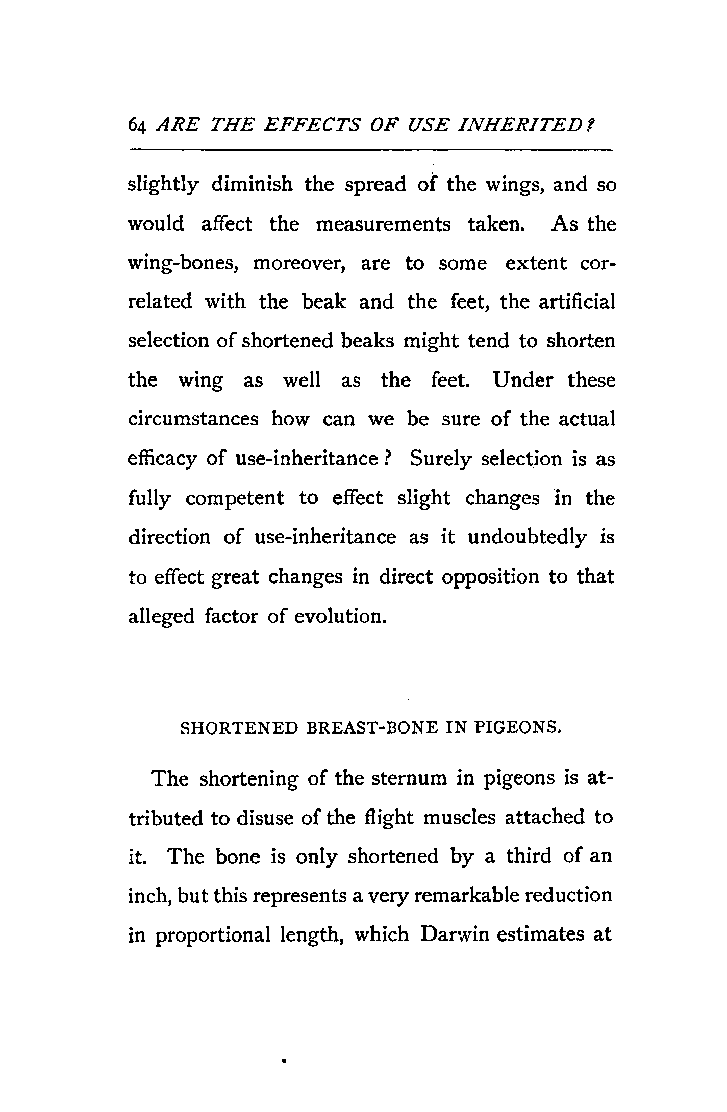 64 ARE THE EFFECTS OF USE INHERITED?
slightly diminish the spread of the wings, and so
would affect the measurements taken. As the
wing-bones, moreover, are to some extent cor-
related with the beak and the feet, the artificial
selection of shortened beaks might tend to shorten
the wing as well as the feet. Under these
circumstances how can we be sure of the actual
efficacy of use-inheritance? Surely selection is as
fully competent to effect slight changes in the
direction of use-inheritance as it undoubtedly is
to effect great changes in direct opposition to that
alleged factor of evolution.
SHORTENED BREAST-BONE IN PIGEONS.
The shortening of the sternum in pigeons is at-
tributed to disuse of the flight muscles attached to
it. The bone is only shortened by a third of an
inch, but this represents a very remarkable reduction
in proportional length, which Darwin estimates at